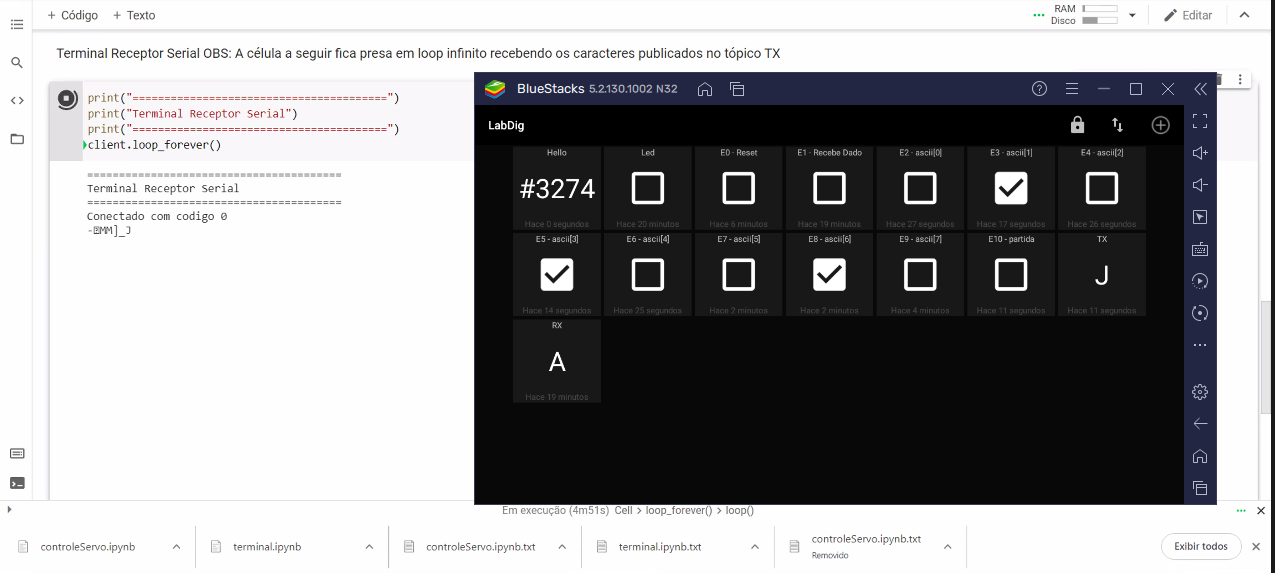 + Código + Texto
RAM
Disco
Editar
Terminal Receptor Serial OBS: A célula a seguir fica presa em loop infinito recebendo os caracteres publicados no tópico TX
print("========================================")
print("Terminal Receptor Serial")
print("========================================")
client.loop_forever()
========================================
Terminal Receptor Serial
========================================
Conectado com codigo 0
-MM]_J
BlueStacks 5.2.130.1002 N32
LabDig
Hello
#3274
Hace 0 segundos
Led
Hace 20 minutos
E0 - Reset
Hace 6 minutos
E1 - Recebe Dado
Hace 19 minutos
E2 - ascii[0]
Hace 27 segundos
E3 - ascii[1]
Hace 17 segundos
E4 - ascii[2]
Hace 26 segundos
E5 - ascii[3]
Hace 14 segundos
E6 - ascii[4]
Hace 25 segundos
E7 - ascii[5]
Hace 2 minutos
E8 - ascii[6]
Hace 2 minutos
E9 - ascii[7]
Hace 4 minutos
E10 - partida
Hace 11 segundos
TX
J
Hace 11 segundos
RX
A
Hace 19 minutos
Em execução (4m51s) Cell > loop_forever() > loop()
controleServo.ipynb
terminal.ipynb
controleServo.ipynb.txt
terminal.ipynb.txt
controleServo.ipynb.txt
Removido
Exibir todos